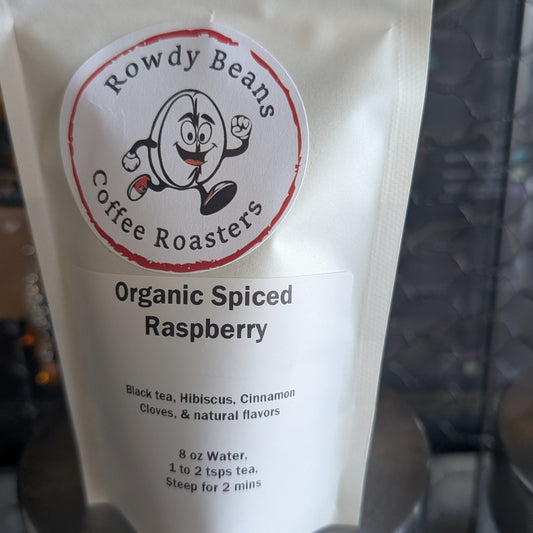 Rowdy Beans
Coffee Roasters
Organic Spiced
Raspberry
Black tea, Hibiscus, Cinnamon
Cloves, & natural flavors
8 oz Water,
1 to 2 tsps tea,
Steep for 2 mins